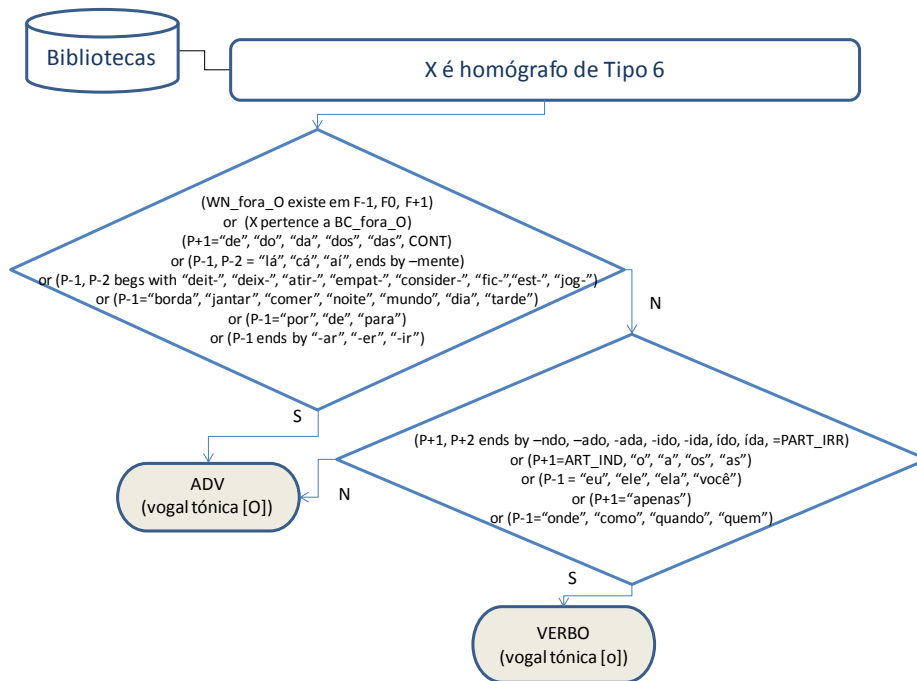 Bibliotecas
X é homógrafo de Tipo 6
(WN_fora_O existe em F-1, F0, F+1)
or (X pertence a BC_fora_O)
(P+1=“de”, “do”, “da”, “dos”, “das”, CONT)
or (P-1, P-2 = “lá”, “cá”, “aí”, ends by –mente)
or (P-1, P-2 begs with “deit-”, “deix-”, “atir-”, “empat-”, “consider-”, “fic-”,“est-”, “jog-”)
or (P-1=“borda”, “jantar”, “comer”, “noite”, “mundo”, “dia”, “tarde”)
or (P-1=“por”, “de”, “para”)
or (P-1 ends by “-ar”, “-er”, “-ir”)
N
S
(P+1, P+2 ends by –ndo, –ado, -ada, -ido, -ida, ído, ída, =PART_IRR)
or (P+1=ART_IND, “o”, “a”, “os”, “as”)
or (P-1 = “eu”, “ele”, “ela”, “você”)
or (P+1=“apenas”)
or (P-1=“onde”, “como”, “quando”, “quem”)
N
ADV
(vogal tónica [O])
S
VERBO
(vogal tónica [o])